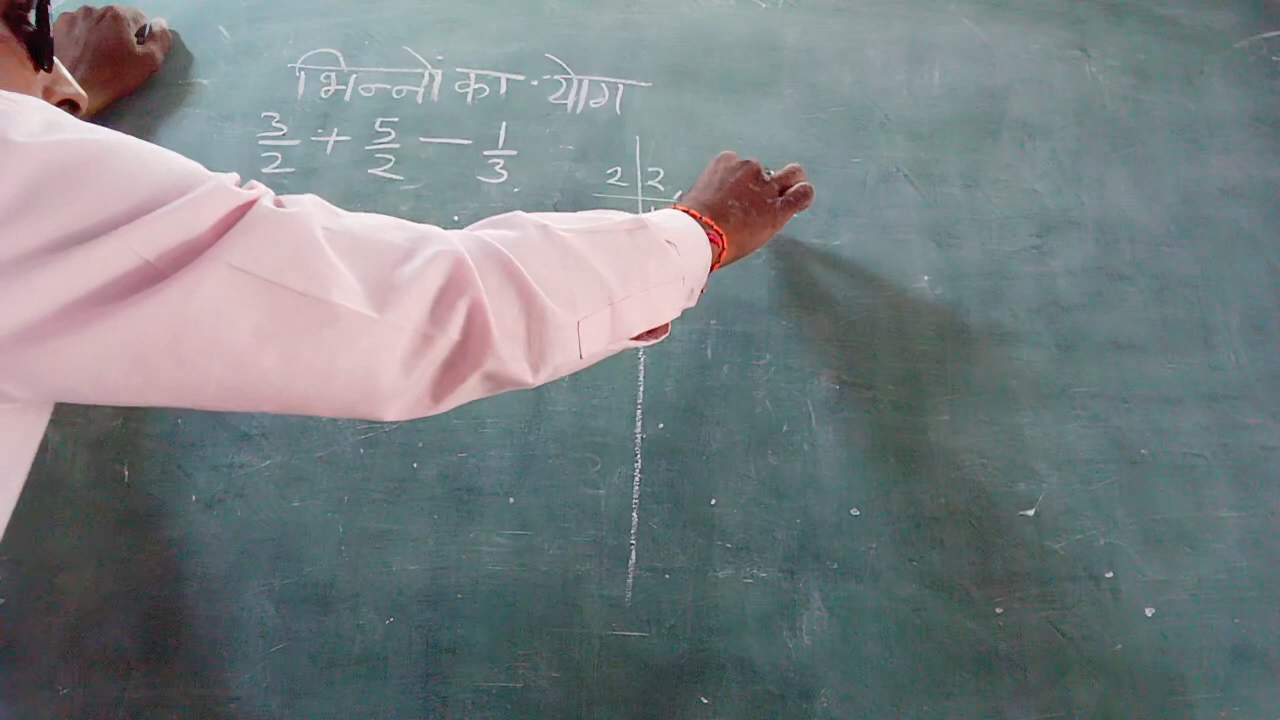 भिन्नों का योग
3/2 + 5/2 - 1/3
2 | 2,